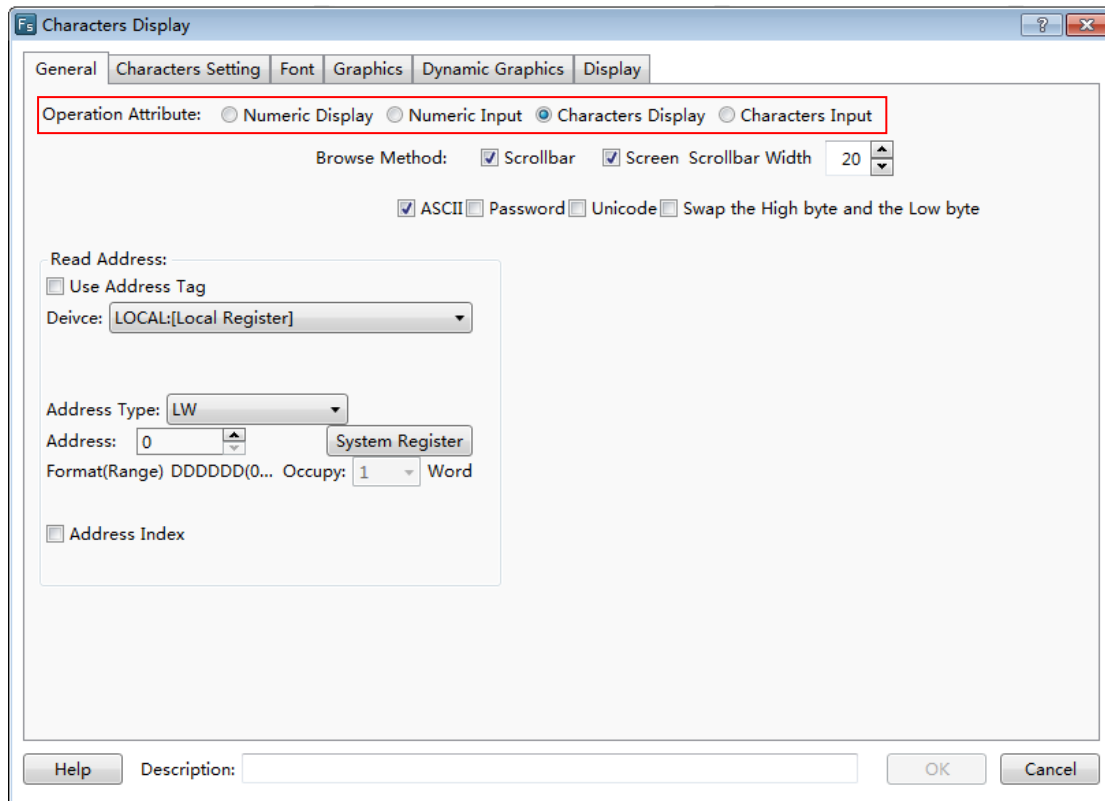 Fs Characters Display
General Characters Setting Font Graphics Dynamic Graphics Display
Operation Attribute: Numeric Display Numeric Input Characters Display Characters Input
Browse Method: Scrollbar Screen Scrollbar Width 20
ASCII Password Unicode Swap the High byte and the Low byte
Read Address:
Use Address Tag
Deivce: LOCAL:[Local Register]
Address Type: LW
Address: 0 System Register
Format(Range) DDDDDD(0... Occupy: 1 Word
Address Index
Help Description: OK Cancel